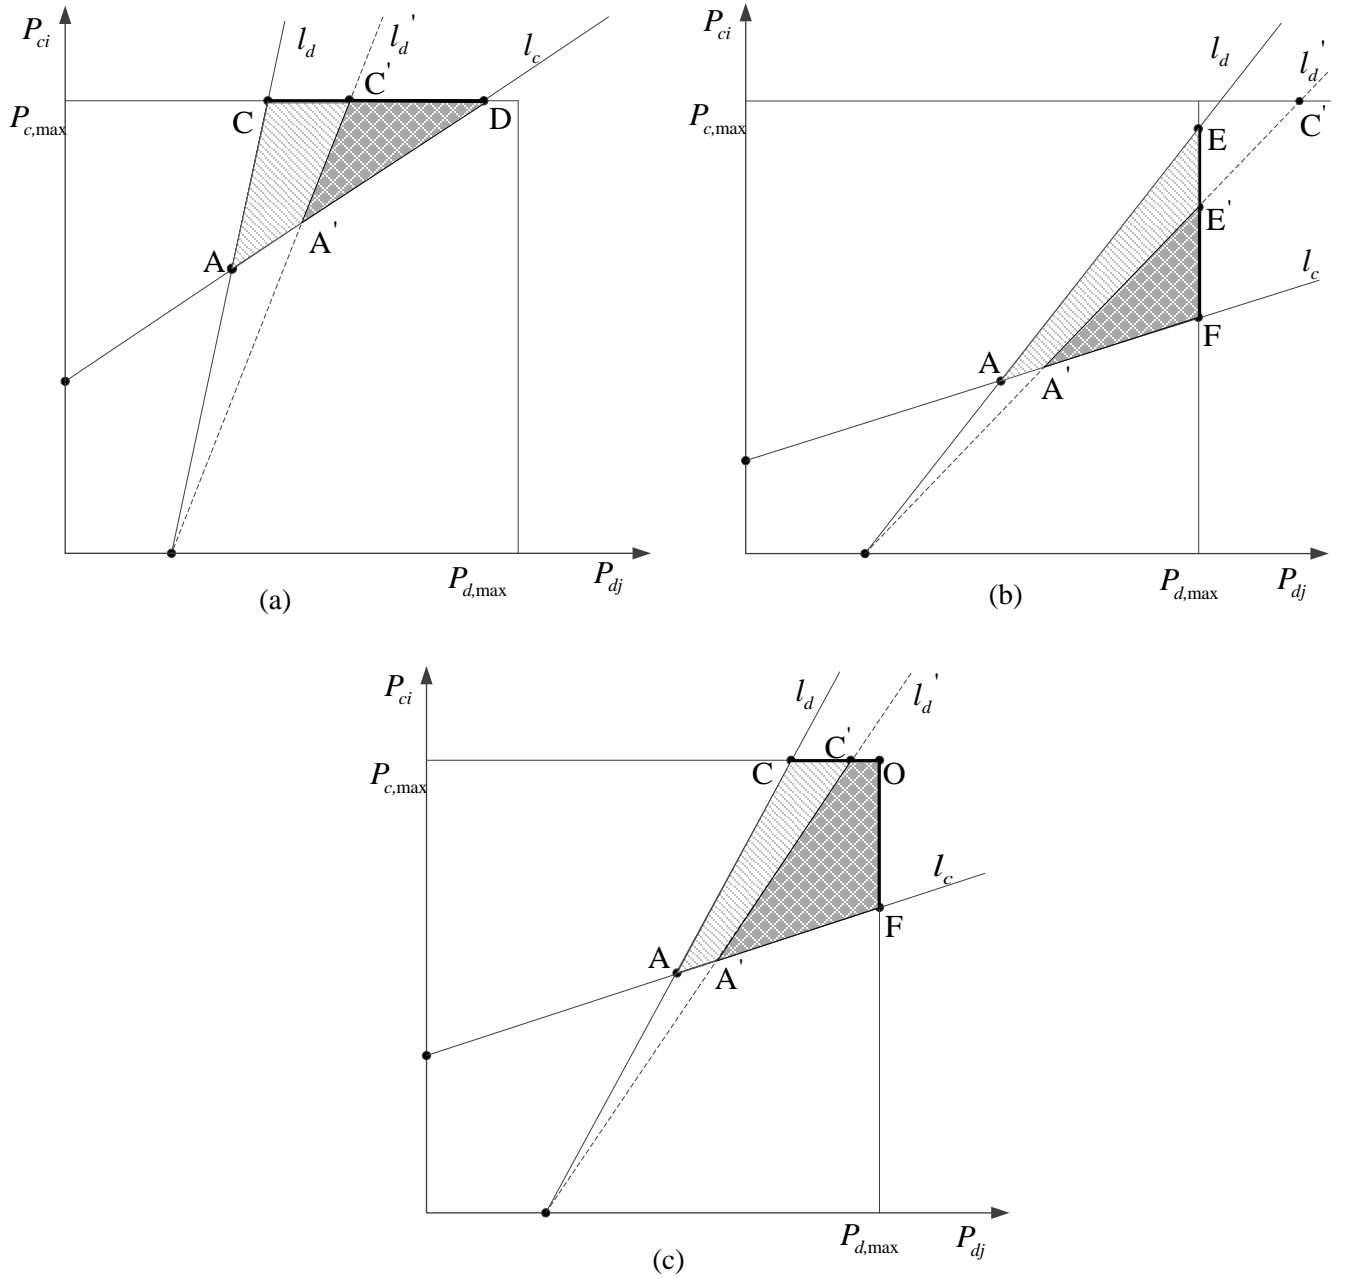 P_ci l_d l_d' l_c
C' C D
P_c,max
A A'
P_d,max P_dj
(a)
P_ci l_d l_d'
P_c,max C'
E
E'
l_c
F
A A'
P_d,max P_dj
(b)
P_ci l_d l_d'
C C' O
P_c,max
l_c
F
A A'
P_d,max P_dj
(c)